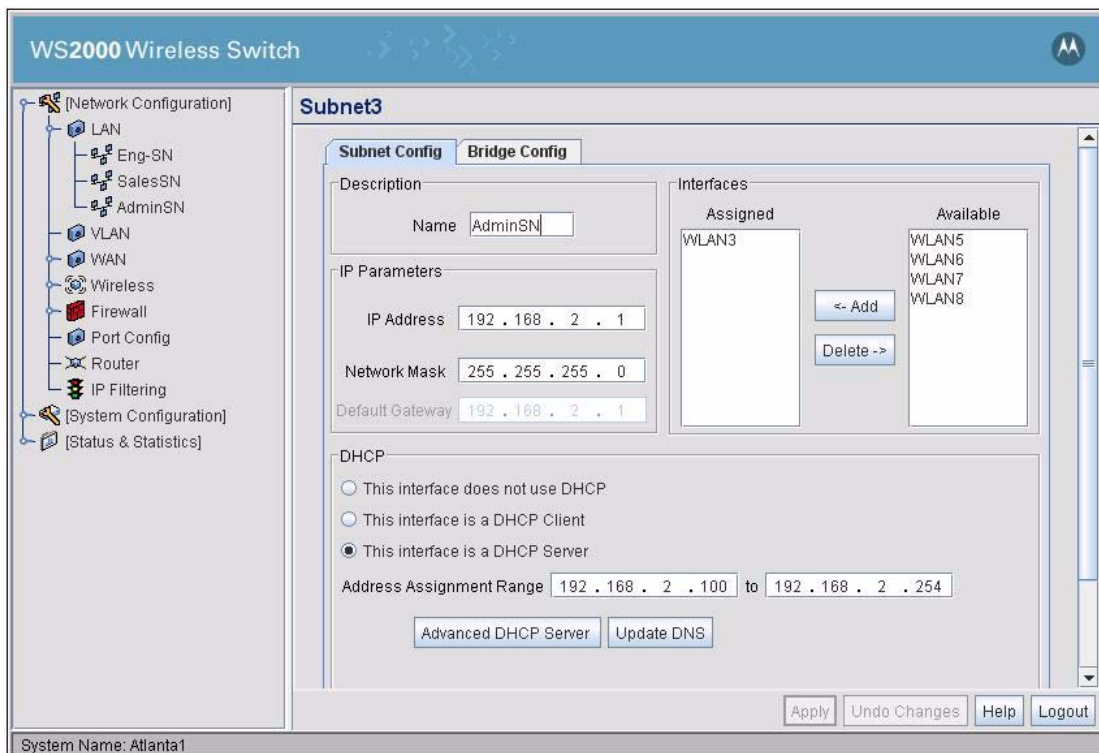 WS2000 Wireless Switch
[Network Configuration]
LAN
Eng-SN
SalesSN
AdminSN
VLAN
WAN
Wireless
Firewall
Port Config
Router
IP Filtering
[System Configuration]
[Status & Statistics]
Subnet3
Subnet Config Bridge Config
Description
Name AdminSN
IP Parameters
IP Address 192 . 168 . 2 . 1
Network Mask 255 . 255 . 255 . 0
Default Gateway 192 . 168 . 2 . 1
Interfaces
Assigned
WLAN3
<- Add
Delete ->
Available
WLAN5
WLAN6
WLAN7
WLAN8
DHCP
This interface does not use DHCP
This interface is a DHCP Client
This interface is a DHCP Server
Address Assignment Range 192 . 168 . 2 . 100 to 192 . 168 . 2 . 254
Advanced DHCP Server Update DNS
Apply Undo Changes Help Logout
System Name: Atlanta1